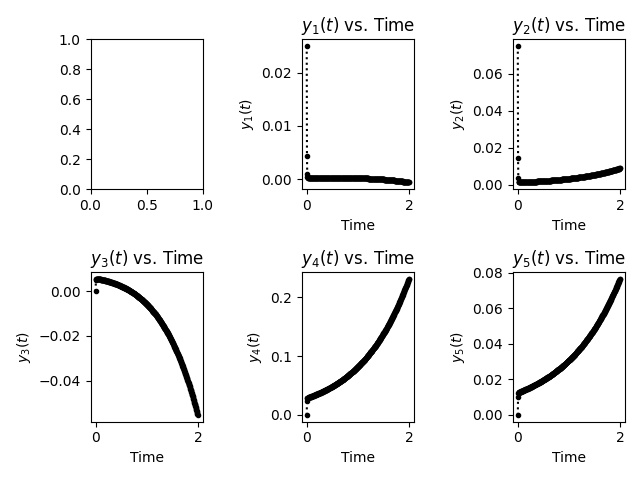 y₁(t) vs. Time
y₂(t) vs. Time
1.0
0.8
0.6
0.4
0.2
0.0
0.0 0.5 1.0
y₁(t)
0.02
0.01
0.00
0 2
Time
y₂(t)
0.06
0.04
0.02
0.00
0 2
Time
y₃(t) vs. Time
y₃(t)
0.00
−0.02
−0.04
0 2
Time
y₄(t) vs. Time
y₄(t)
0.2
0.1
0.0
0 2
Time
y₅(t) vs. Time
y₅(t)
0.08
0.06
0.04
0.02
0.00
0 2
Time